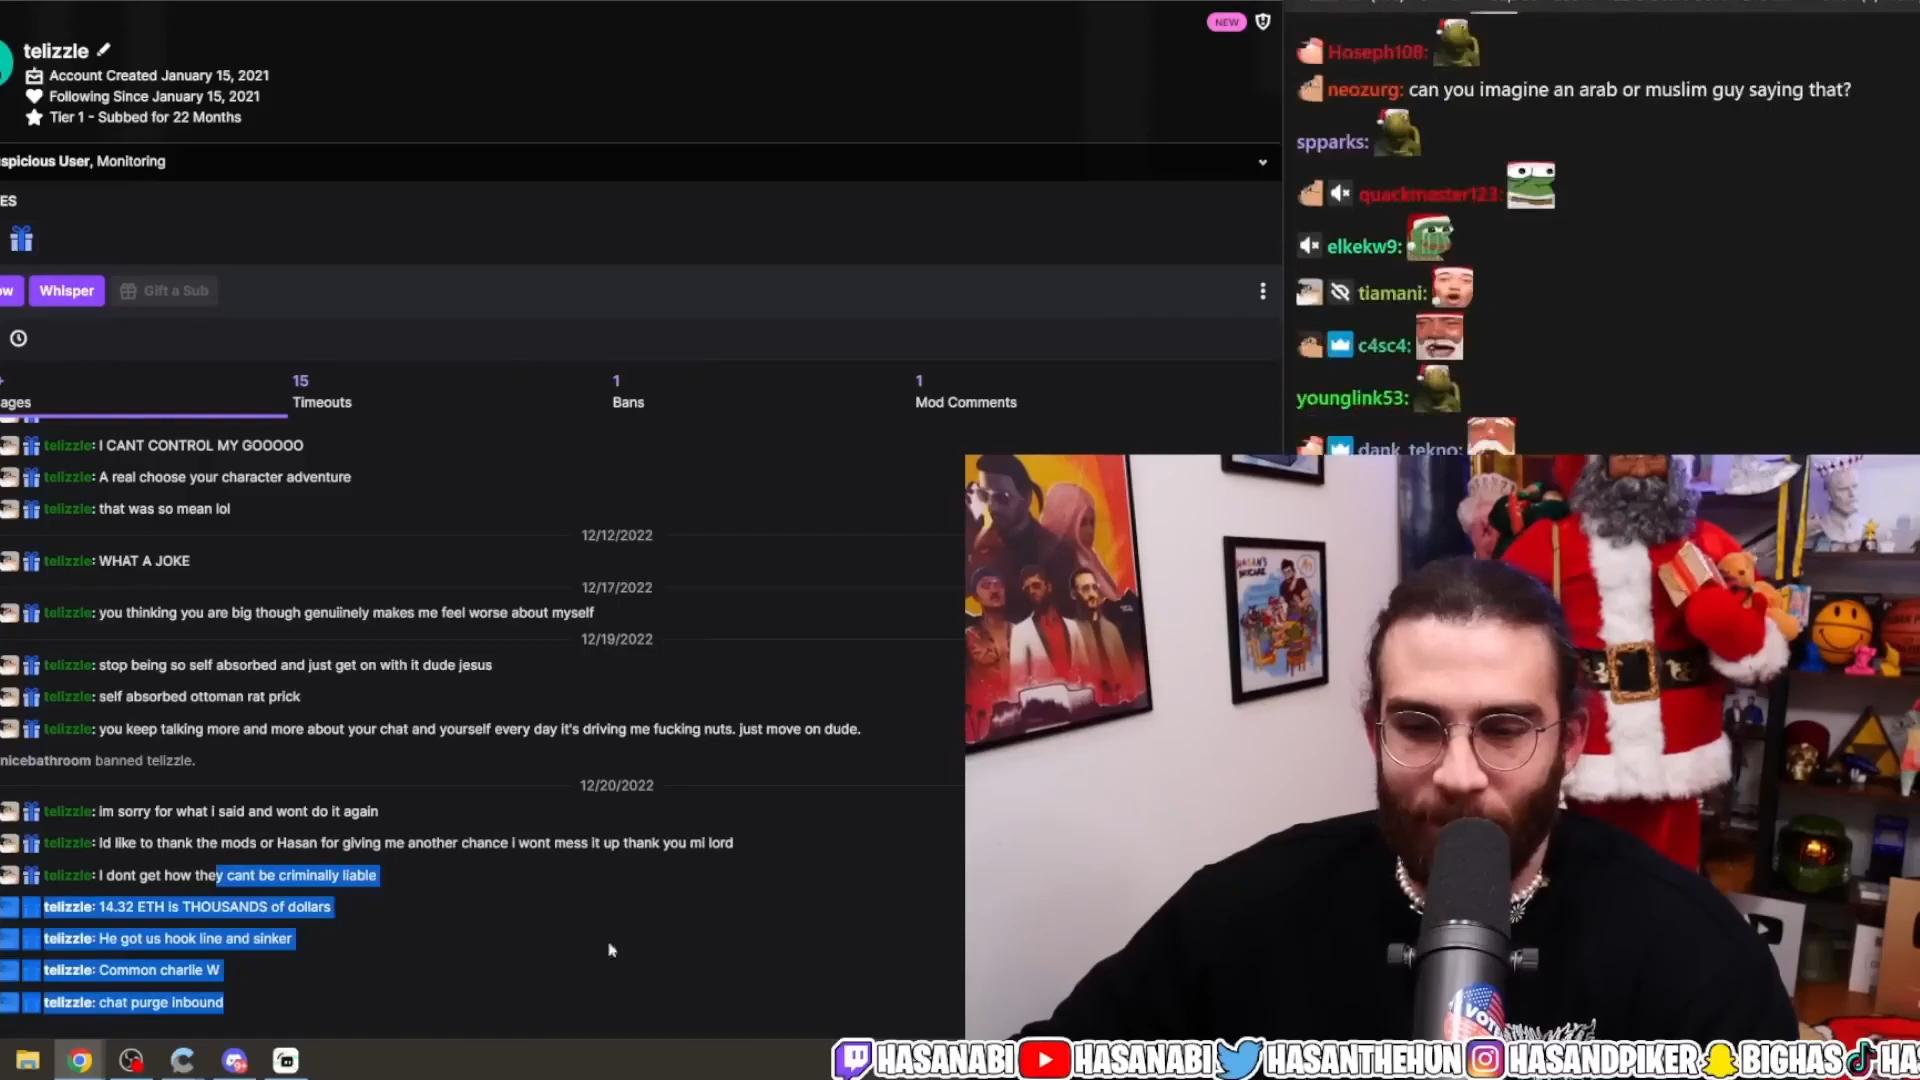 telizzle
Account Created January 15, 2021
Following Since January 15, 2021
Tier 1 - Subbed for 22 Months
NEW
spicious User, Monitoring
ES
ow
Whisper
Gift a Sub
ages
15
Timeouts
1
Bans
1
Mod Comments
telizzle: I CANT CONTROL MY GOOOOO
telizzle: A real choose your character adventure
telizzle: that was so mean lol
12/12/2022
telizzle: WHAT A JOKE
12/17/2022
telizzle: you thinking you are big though genuiinely makes me feel worse about myself
12/19/2022
telizzle: stop being so self absorbed and just get on with it dude jesus
telizzle: self absorbed ottoman rat prick
telizzle: you keep talking more and more about your chat and yourself every day it's driving me fucking nuts. just move on dude.
nicebathroom banned telizzle.
12/20/2022
telizzle: im sorry for what i said and wont do it again
telizzle: Id like to thank the mods or Hasan for giving me another chance i wont mess it up thank you mi lord
telizzle: I dont get how they cant be criminally liable
telizzle: 14.32 ETH is THOUSANDS of dollars
telizzle: He got us hook line and sinker
telizzle: Common charlie W
telizzle: chat purge inbound
Hoseph108:
neozurg: can you imagine an arab or muslim guy saying that?
spparks:
quackmaster123:
elkekw9:
tiamani:
c4sc4:
younglink53:
dank_tekno:
VOTE
HASANABI
HASANABI
HASANTHEHUN
HASANDPIKER
BIGHAS
HAS